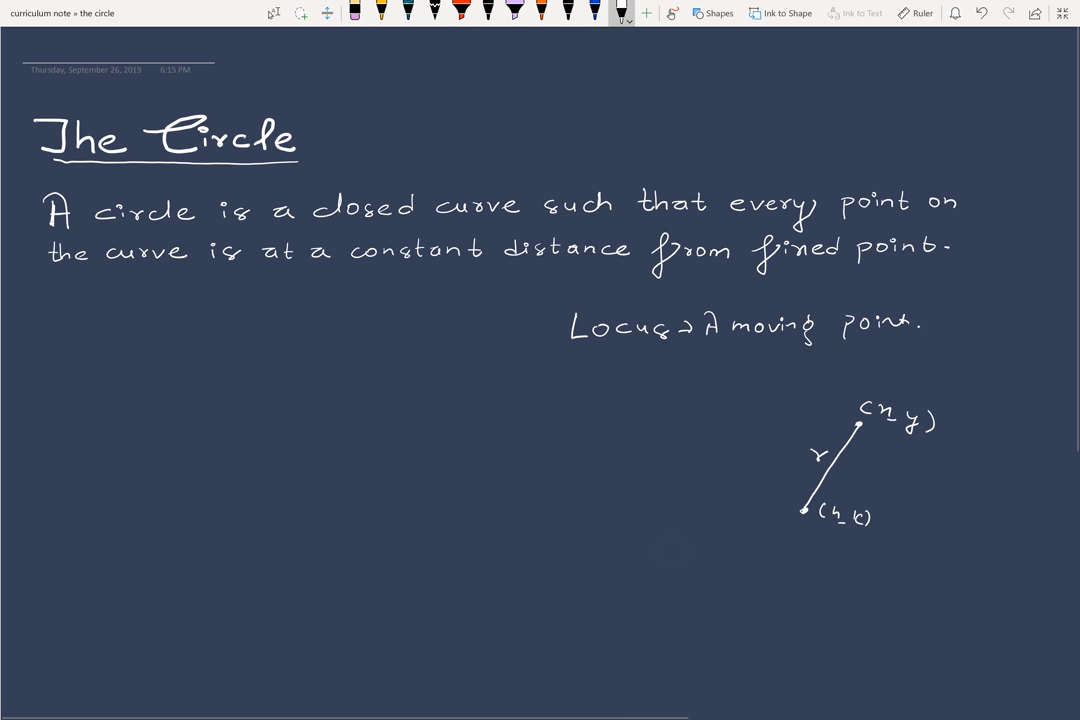 curriculum note » the circle
Shapes
Ink to Shape
Ink to Text
Ruler
Thursday, September 26, 2019 6:15 PM
The Circle
A circle is a closed curve such that every point on
the curve is at a constant distance from fixed point.
Locus → A moving point.
(x, y)
r
(h, k)